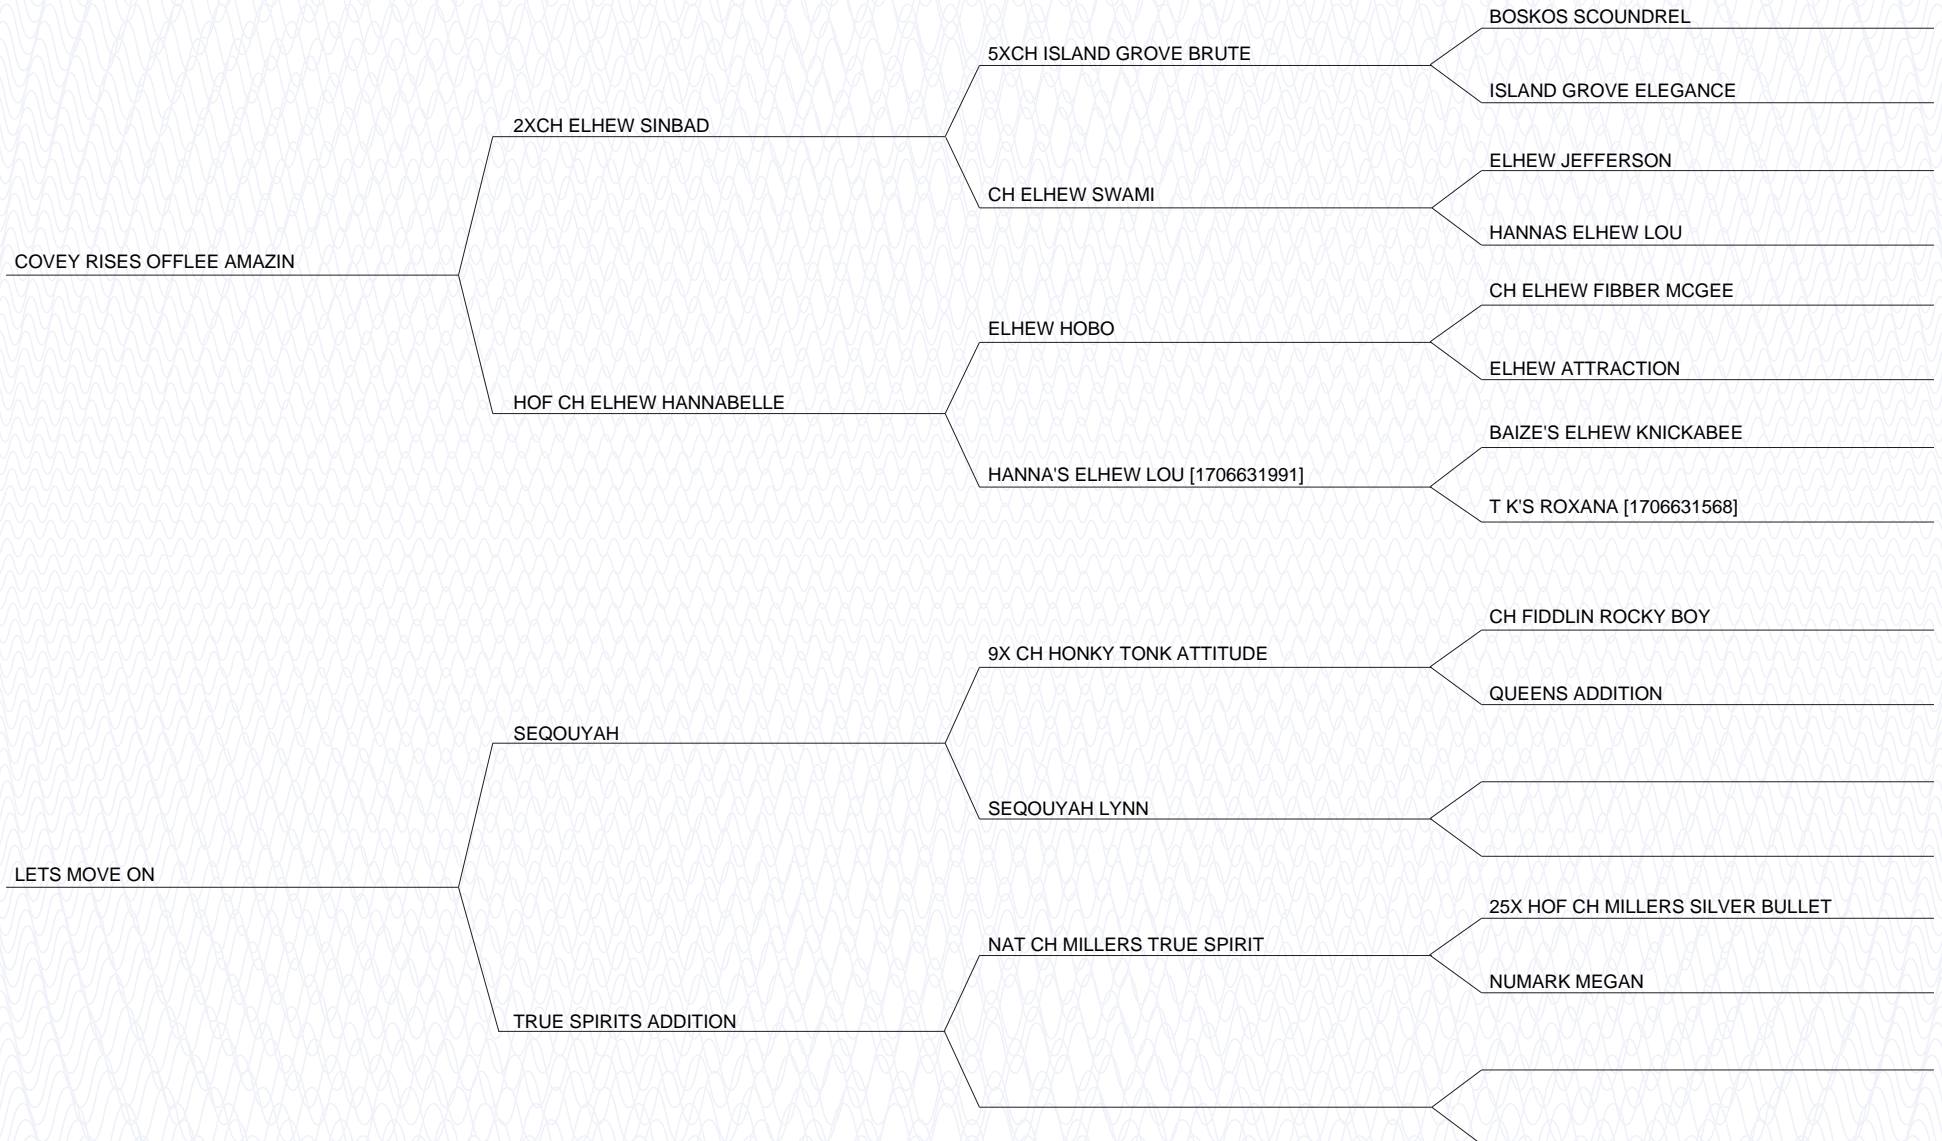 BOSKOS SCOUNDREL
5XCH ISLAND GROVE BRUTE
ISLAND GROVE ELEGANCE
2XCH ELHEW SINBAD
ELHEW JEFFERSON
CH ELHEW SWAMI
HANNAS ELHEW LOU
COVEY RISES OFFLEE AMAZIN
CH ELHEW FIBBER MCGEE
ELHEW HOBO
ELHEW ATTRACTION
HOF CH ELHEW HANNABELLE
BAIZE'S ELHEW KNICKABEE
HANNA'S ELHEW LOU [1706631991]
T K'S ROXANA [1706631568]
CH FIDDLIN ROCKY BOY
9X CH HONKY TONK ATTITUDE
QUEENS ADDITION
SEQOUYAH
SEQOUYAH LYNN
LETS MOVE ON
25X HOF CH MILLERS SILVER BULLET
NAT CH MILLERS TRUE SPIRIT
NUMARK MEGAN
TRUE SPIRITS ADDITION